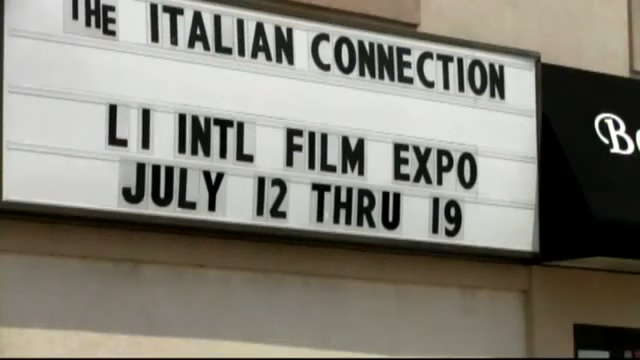 THE ITALIAN CONNECTION
LI INTL FILM EXPO
JULY 12 THRU 19